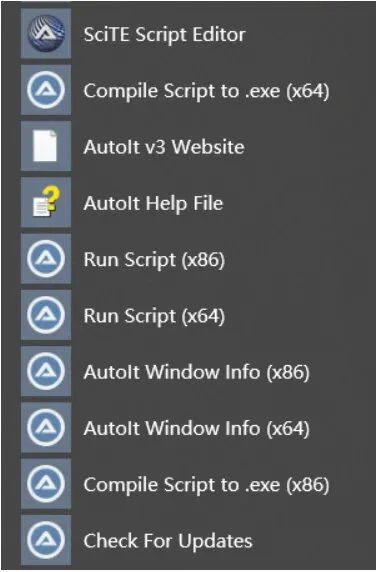 SciTE Script Editor
Compile Script to .exe (x64)
AutoIt v3 Website
AutoIt Help File
Run Script (x86)
Run Script (x64)
AutoIt Window Info (x86)
AutoIt Window Info (x64)
Compile Script to .exe (x86)
Check For Updates